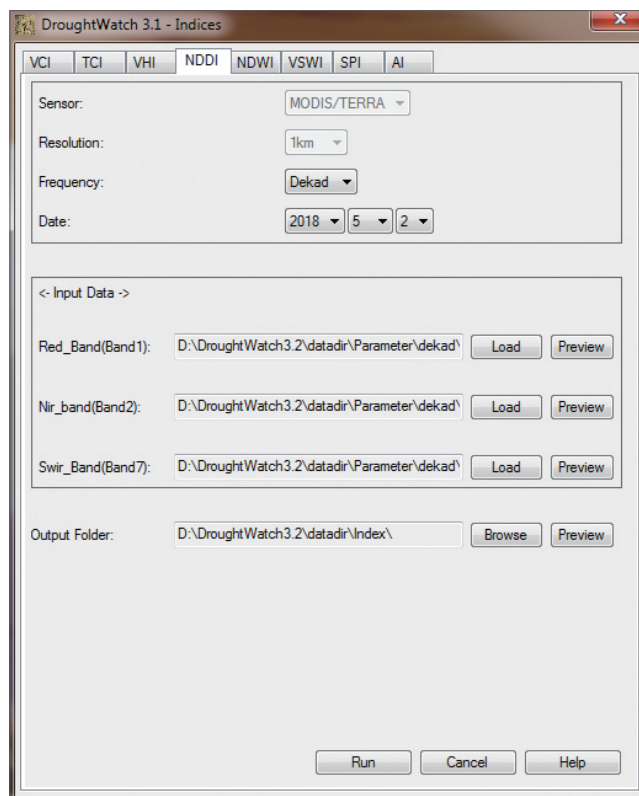 DroughtWatch 3.1 - Indices
VCI TCI VHI NDDI NDWI VSWI SPI AI
Sensor: MODIS/TERRA
Resolution: 1km
Frequency: Dekad
Date: 2018 5 2
<- Input Data ->
Red_Band(Band1): D:\DroughtWatch3.2\datadir\Parameter\dekad\ Load Preview
Nir_band(Band2): D:\DroughtWatch3.2\datadir\Parameter\dekad\ Load Preview
Swir_Band(Band7): D:\DroughtWatch3.2\datadir\Parameter\dekad\ Load Preview
Output Folder: D:\DroughtWatch3.2\datadir\Index\ Browse Preview
Run Cancel Help